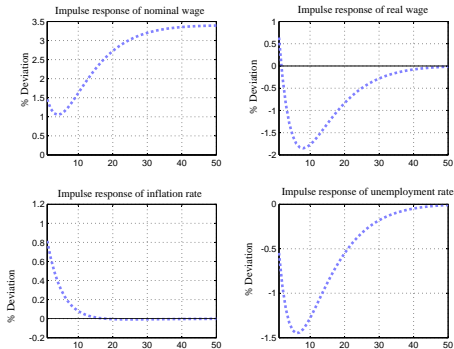 Impulse response of nominal wage
3.5
3
2.5
2
1.5
1
0.5
0
10 20 30 40 50
% Deviation
Impulse response of real wage
1
0.5
0
-0.5
-1
-1.5
-2
10 20 30 40 50
% Deviation
Impulse response of inflation rate
1.2
1
0.8
0.6
0.4
0.2
0
-0.2
10 20 30 40 50
% Deviation
Impulse response of unemployment rate
0
-0.5
-1
-1.5
10 20 30 40 50
% Deviation